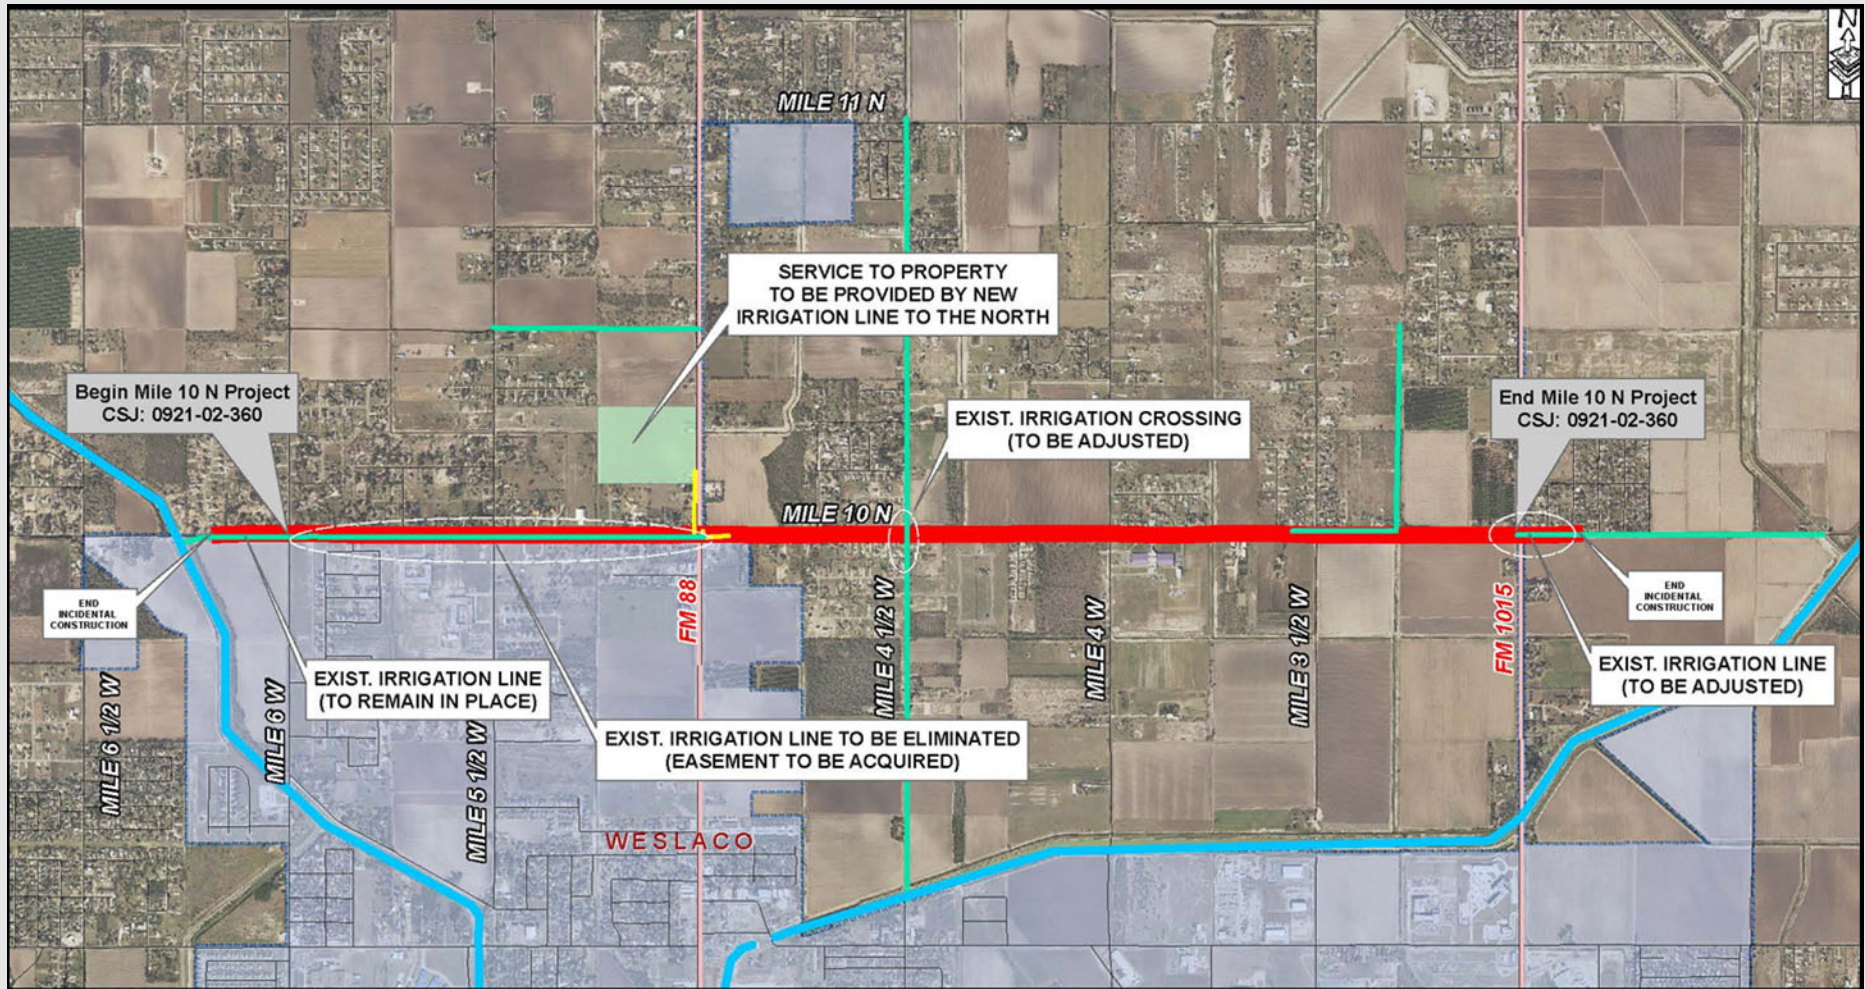 N
MILE 11 N
SERVICE TO PROPERTY
TO BE PROVIDED BY NEW
IRRIGATION LINE TO THE NORTH
Begin Mile 10 N Project
CSJ: 0921-02-360
EXIST. IRRIGATION CROSSING
(TO BE ADJUSTED)
End Mile 10 N Project
CSJ: 0921-02-360
MILE 10 N
END
INCIDENTAL
CONSTRUCTION
FM 88
MILE 4 1/2 W
MILE 4 W
MILE 3 1/2 W
FM 1015
END
INCIDENTAL
CONSTRUCTION
EXIST. IRRIGATION LINE
(TO REMAIN IN PLACE)
EXIST. IRRIGATION LINE
(TO BE ADJUSTED)
MILE 6 1/2 W
MILE 6 W
MILE 5 1/2 W
EXIST. IRRIGATION LINE TO BE ELIMINATED
(EASEMENT TO BE ACQUIRED)
WESLACO